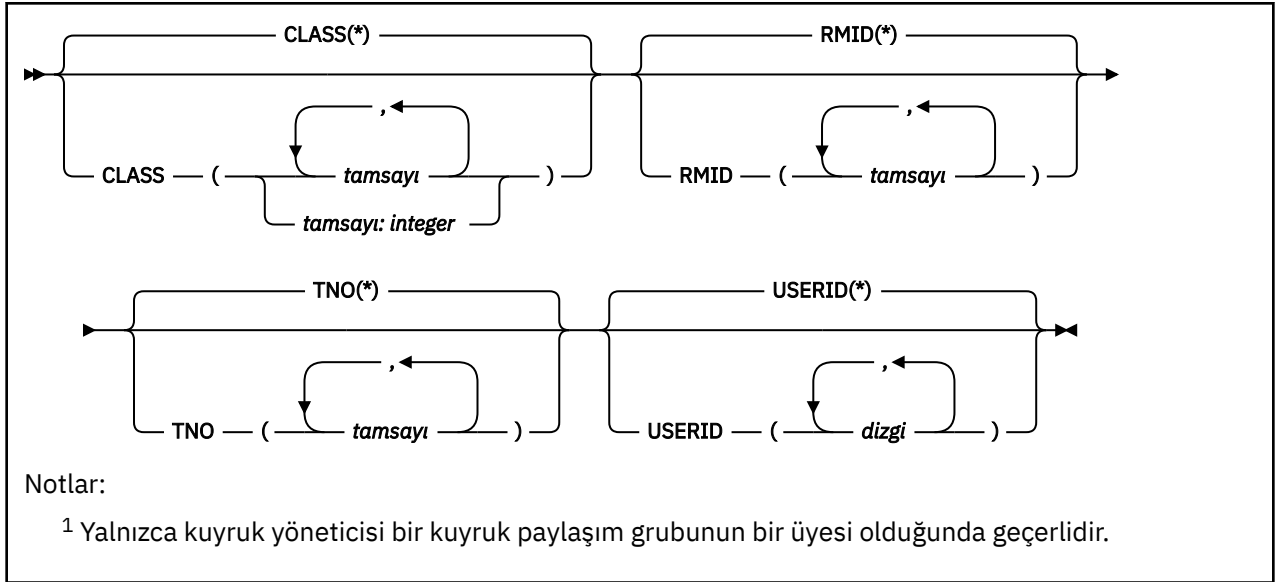 CLASS(*) RMID(*)
, ,
CLASS ( tamsayı ) RMID ( tamsayı )
tamsayı: integer
TNO(*) USERID(*)
, ,
TNO ( tamsayı ) USERID ( dizgi )
Notlar:
1 Yalnızca kuyruk yöneticisi bir kuyruk paylaşım grubunun bir üyesi olduğunda geçerlidir.